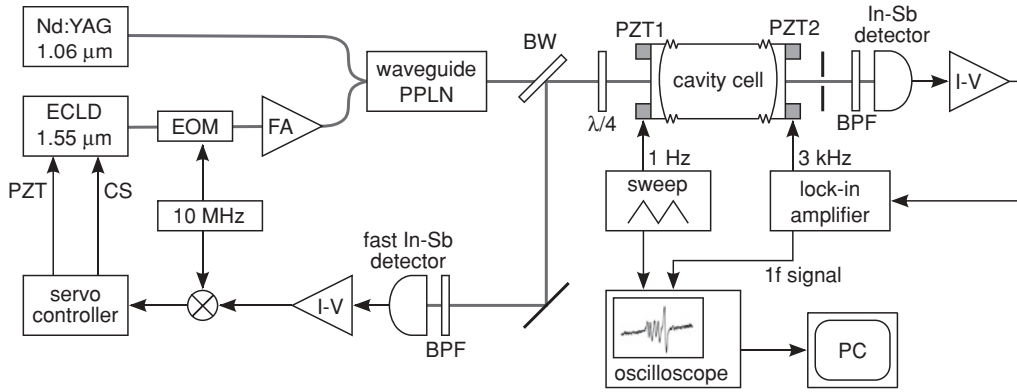 Nd:YAG
1.06 μm
ECLD
1.55 μm
EOM
FA
waveguide
PPLN
BW
λ/4
PZT1
PZT2
cavity cell
In-Sb
detector
BPF
I-V
PZT
CS
10 MHz
1 Hz
3 kHz
sweep
lock-in
amplifier
fast In-Sb
detector
1f signal
servo
controller
I-V
BPF
oscilloscope
PC